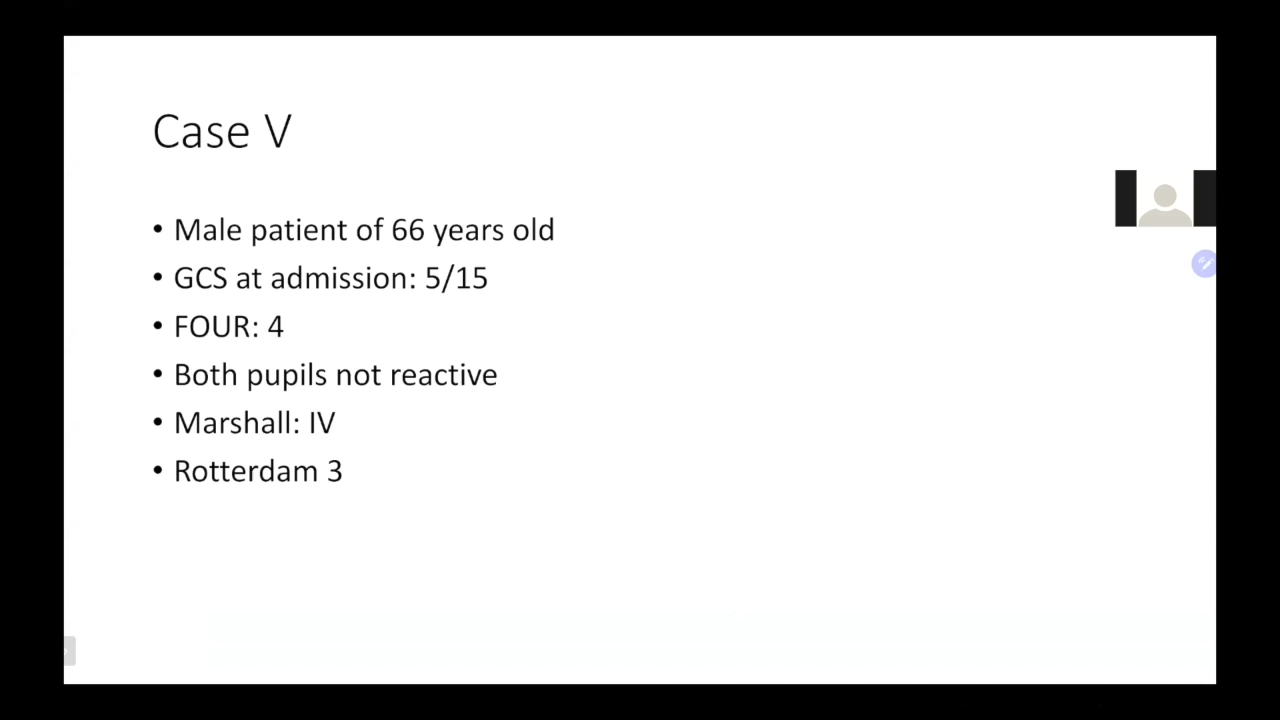 Case V
• Male patient of 66 years old
• GCS at admission: 5/15
• FOUR: 4
• Both pupils not reactive
• Marshall: IV
• Rotterdam 3